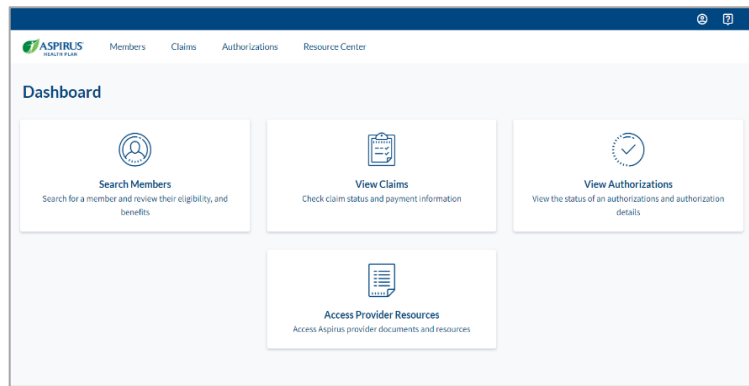 ASPIRUS
HEALTH PLAN
Members Claims Authorizations Resource Center
Dashboard
Search Members
Search for a member and review their eligibility, and
benefits
View Claims
Check claim status and payment information
View Authorizations
View the status of an authorizations and authorization
details
Access Provider Resources
Access Aspirus provider documents and resources